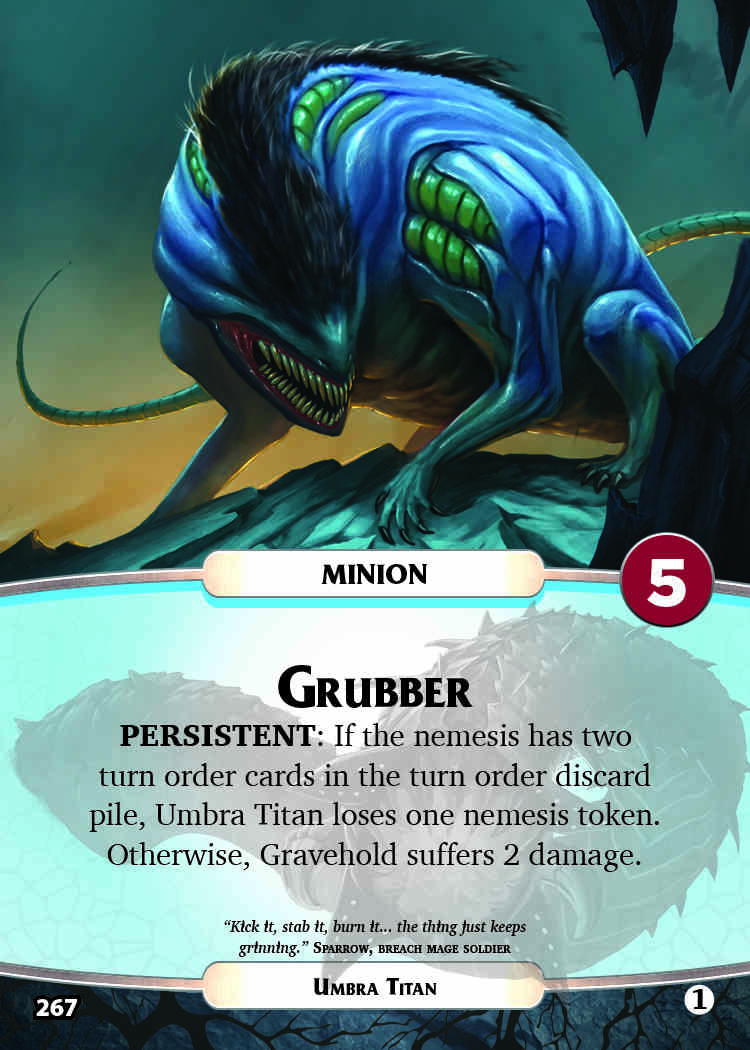 MINION
5
GRUBBER
PERSISTENT: If the nemesis has two
turn order cards in the turn order discard
pile, Umbra Titan loses one nemesis token.
Otherwise, Gravehold suffers 2 damage.
“Kick it, stab it, burn it... the thing just keeps
grinning.” SPARROW, BREACH MAGE SOLDIER
UMBRA TITAN
267
1